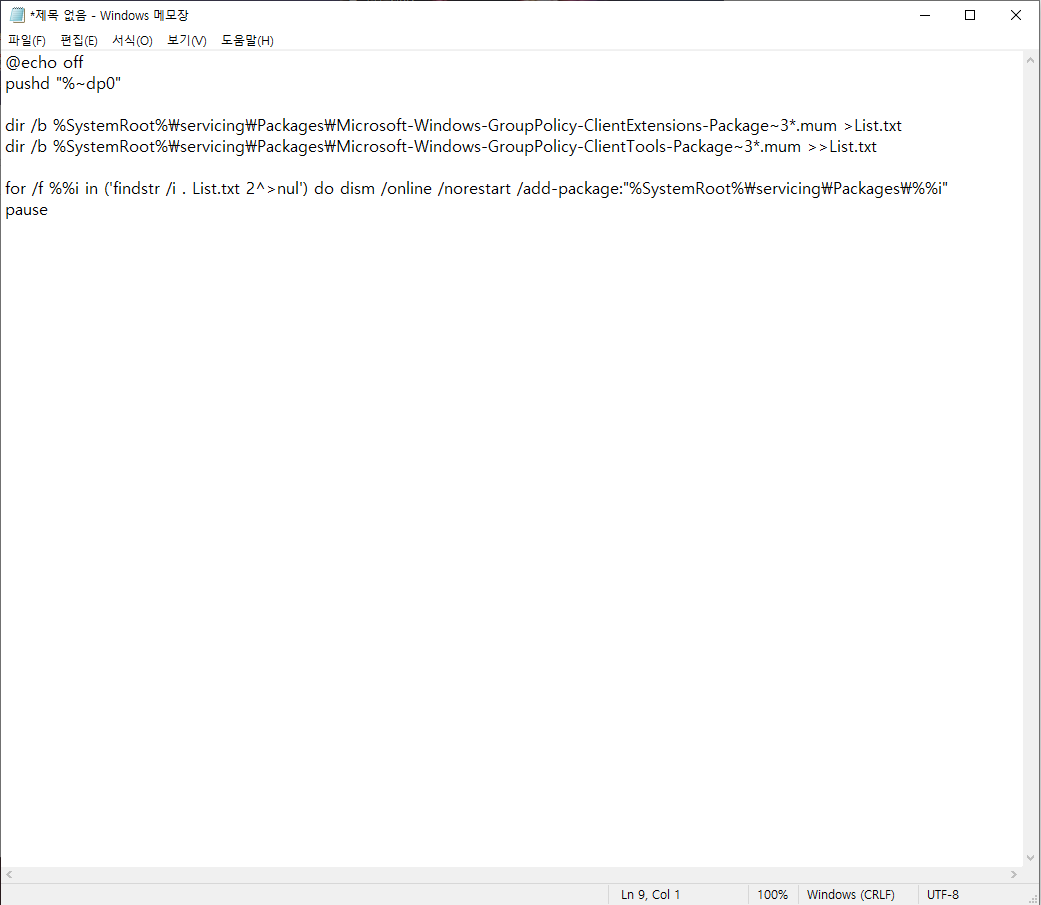 *제목 없음 - Windows 메모장
파일(F) 편집(E) 서식(O) 보기(V) 도움말(H)
@echo off
pushd "%~dp0"
dir /b %SystemRoot%₩servicing₩Packages₩Microsoft-Windows-GroupPolicy-ClientExtensions-Package~3*.mum >List.txt
dir /b %SystemRoot%₩servicing₩Packages₩Microsoft-Windows-GroupPolicy-ClientTools-Package~3*.mum >>List.txt
for /f %%i in ('findstr /i . List.txt 2^>nul') do dism /online /norestart /add-package:"%SystemRoot%₩servicing₩Packages₩%%i"
pause
Ln 9, Col 1 100% Windows (CRLF) UTF-8